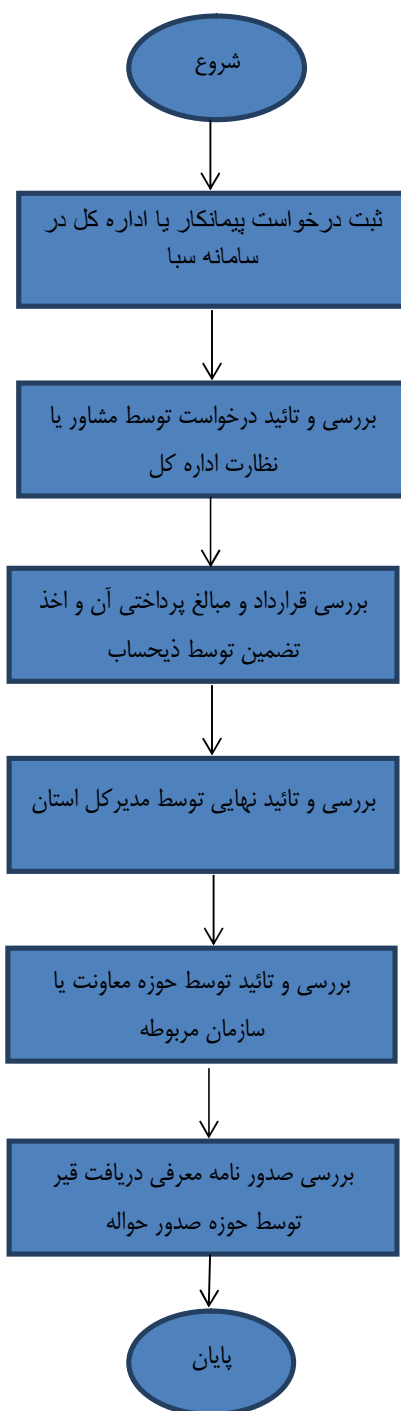 شروع
ثبت درخواست پیمانکار یا اداره کل در
سامانه سبا
بررسی و تائید درخواست توسط مشاور یا
نظارت اداره کل
بررسی قرارداد و مبالغ پرداختی آن و اخذ
تضمین توسط ذیحساب
بررسی و تائید نهایی توسط مدیرکل استان
بررسی و تائید توسط حوزه معاونت یا
سازمان مربوطه
بررسی صدور نامه معرفی دریافت قیر
توسط حوزه صدور حواله
پایان